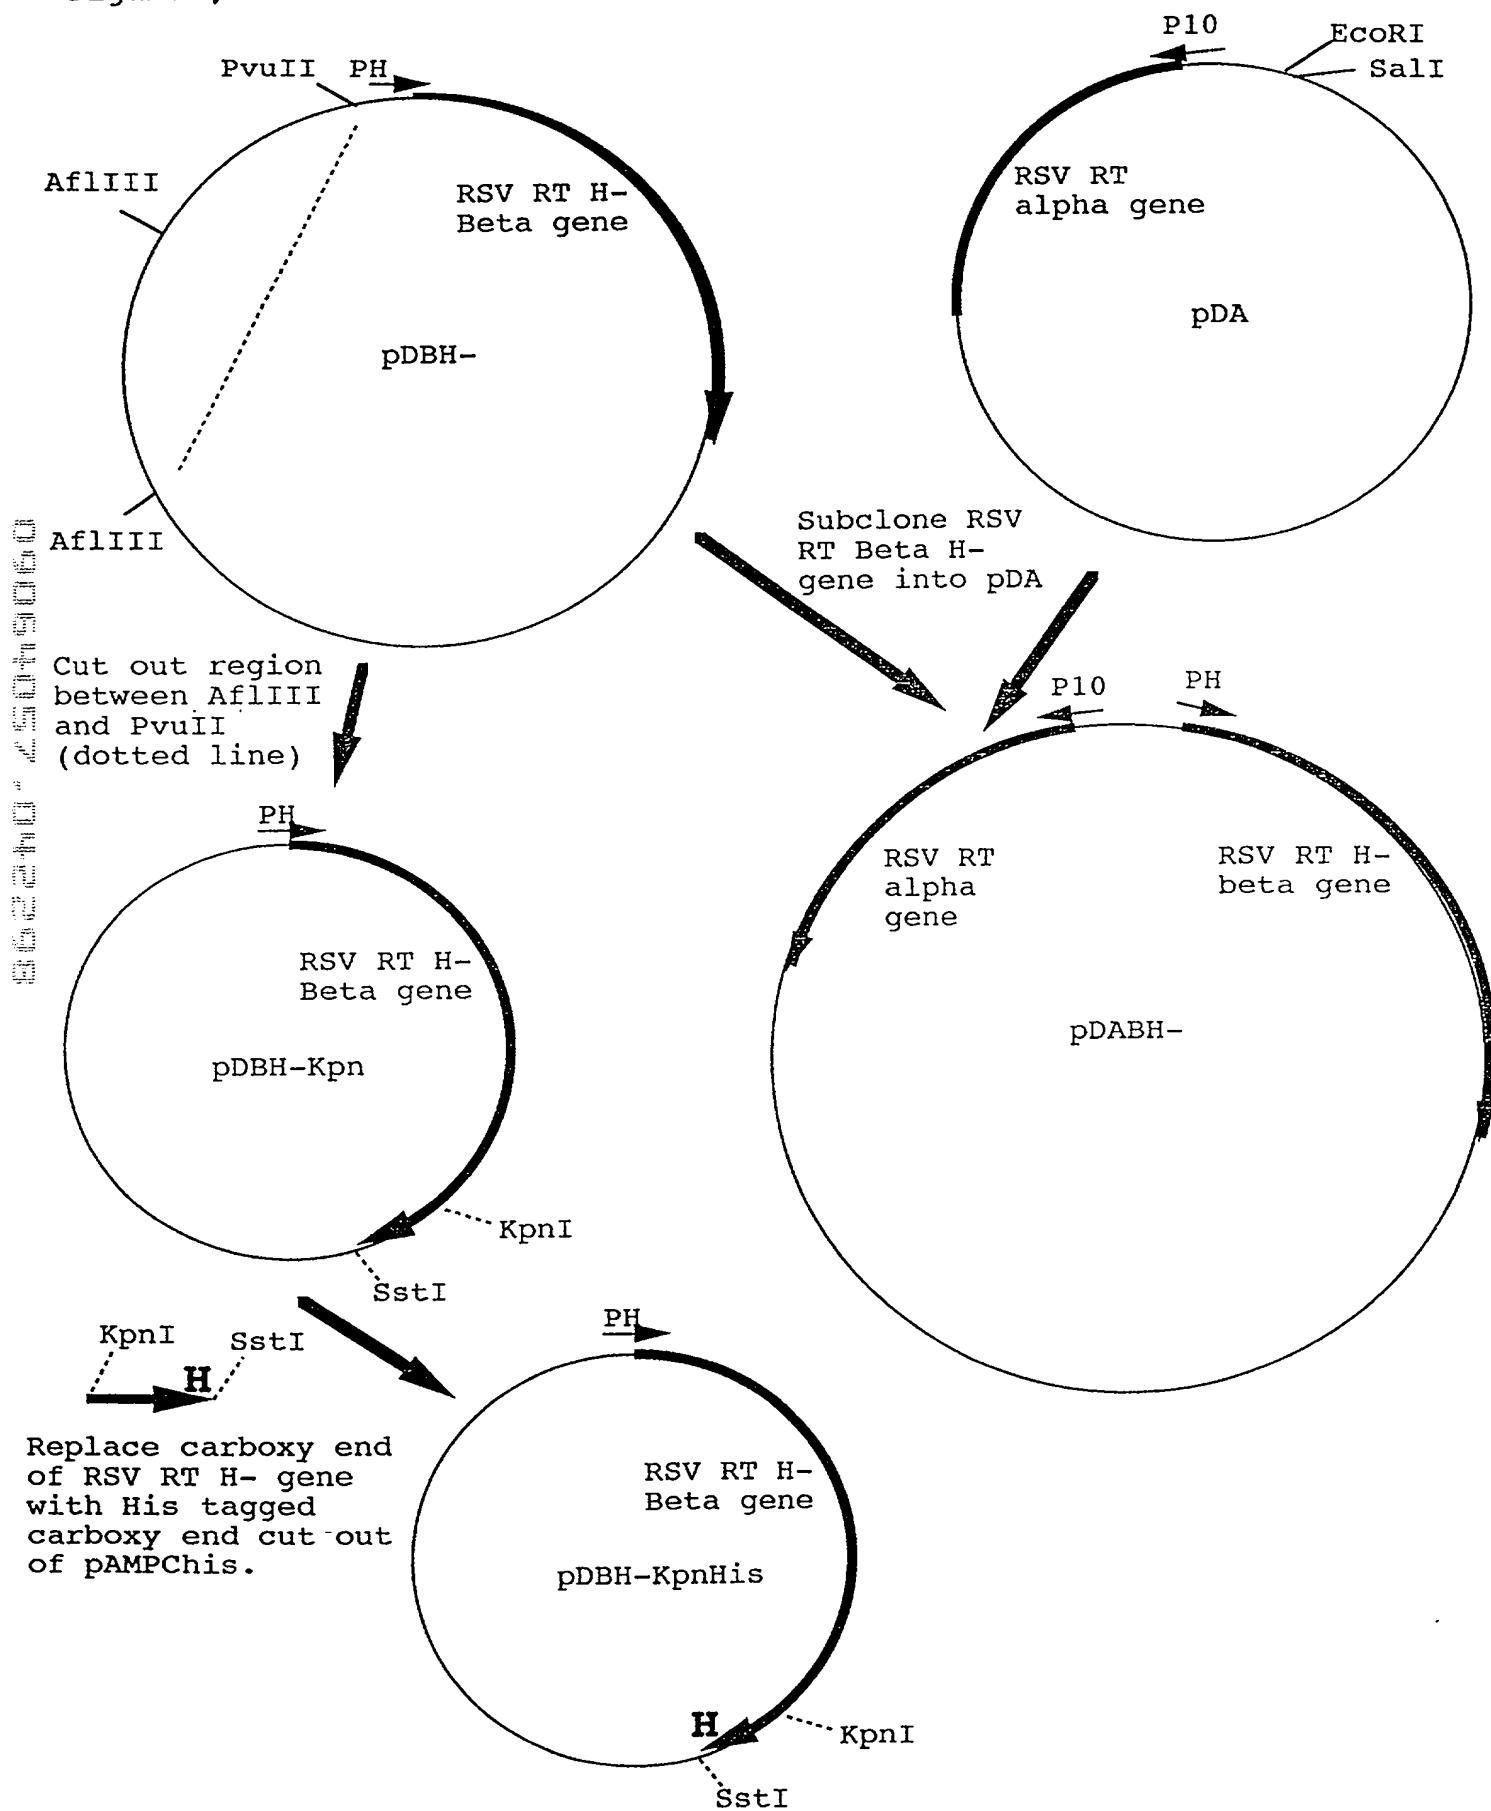 PvuII PH
AflIII
RSV RT H-
Beta gene
pDBH-
AflIII
P10
EcoRI
SalI
RSV RT
alpha gene
pDA
Subclone RSV
RT Beta H-
gene into pDA
Cut out region
between AflIII
and PvuII
(dotted line)
P10
PH
RSV RT
alpha
gene
RSV RT H-
beta gene
pDABH-
PH
RSV RT H-
Beta gene
pDBH-Kpn
KpnI
SstI
KpnI
SstI
H
Replace carboxy end
of RSV RT H- gene
with His tagged
carboxy end cut out
of pAMPChis.
PH
RSV RT H-
Beta gene
pDBH-KpnHis
H
KpnI
SstI